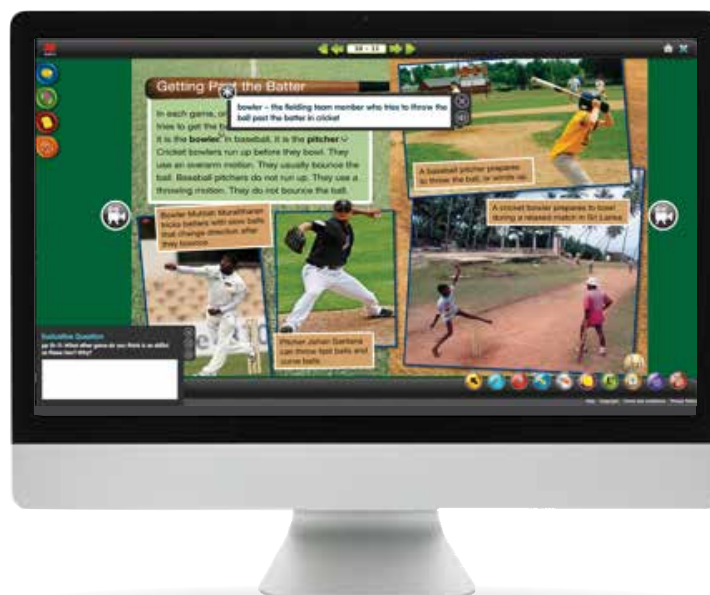 10 - 11
Getting Past the Batter
bowler – the fielding team member who tries to throw the
ball past the batter in cricket
In each game, on
tries to get the b
It is the bowler. In baseball, it is the pitcher.
Cricket bowlers run up before they bowl. They
use an overarm motion. They usually bounce the
ball. Baseball pitchers do not run up. They use a
throwing motion. They do not bounce the ball.
A baseball pitcher prepares
to throw the ball, or winds up.
Bowler Muttiah Muralitharan
tricks batters with slow balls
that change direction after
they bounce.
A cricket bowler prepares to bowl
during a relaxed match in Sri Lanka.
Pitcher Johan Santana
can throw fast balls and
curve balls.
Evaluative Question